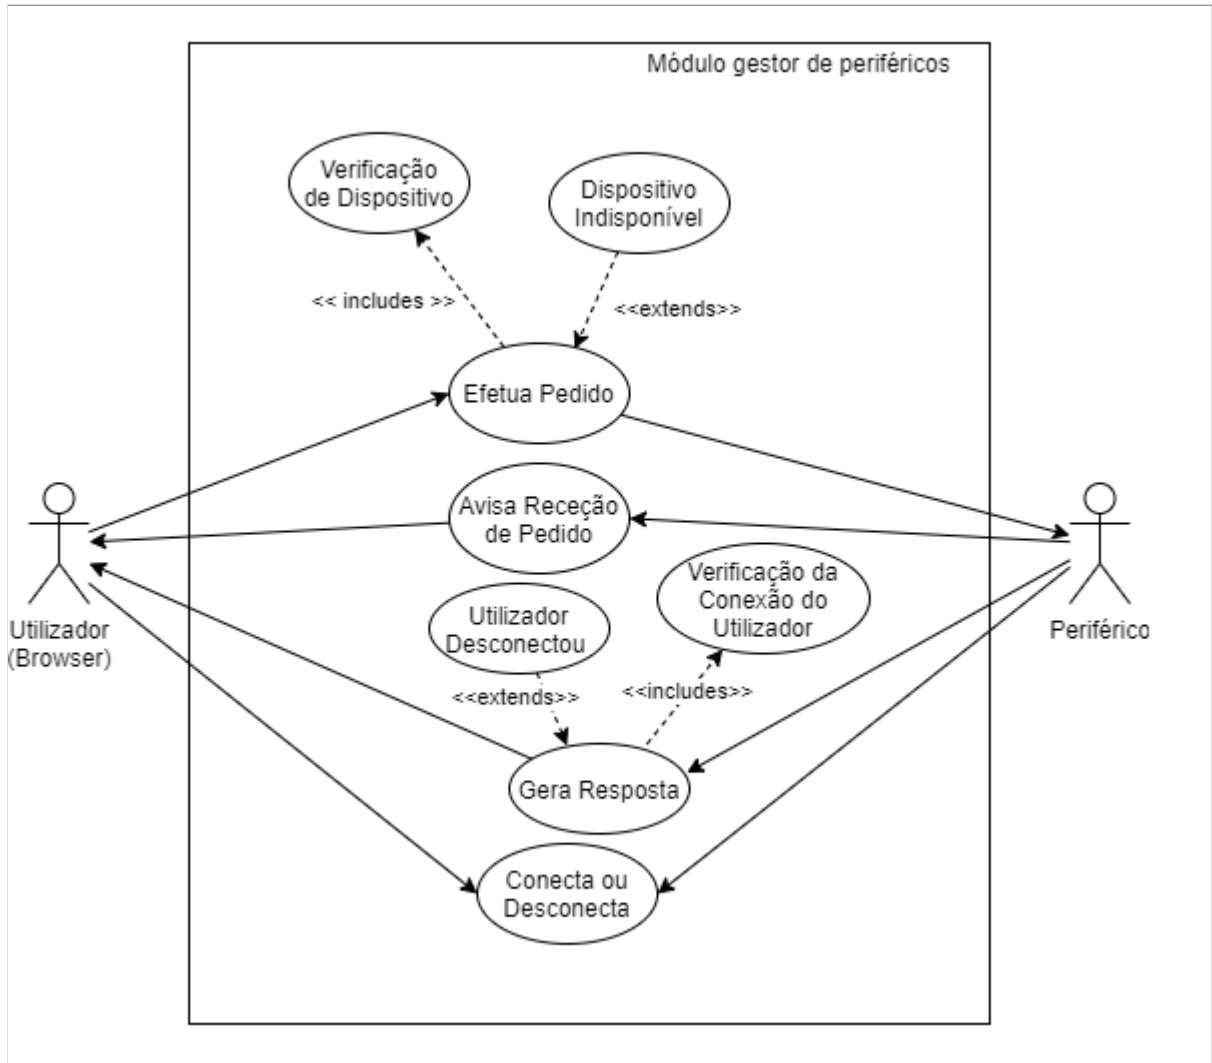 Módulo gestor de periféricos
Verificação
de Dispositivo
Dispositivo
Indisponível
<< includes >>
<<extends>>
Efetua Pedido
Avisa Receção
de Pedido
Verificação da
Conexão do
Utilizador
Utilizador
Desconectou
Utilizador
(Browser)
Periférico
<<extends>>
<<includes>>
Gera Resposta
Conecta ou
Desconecta